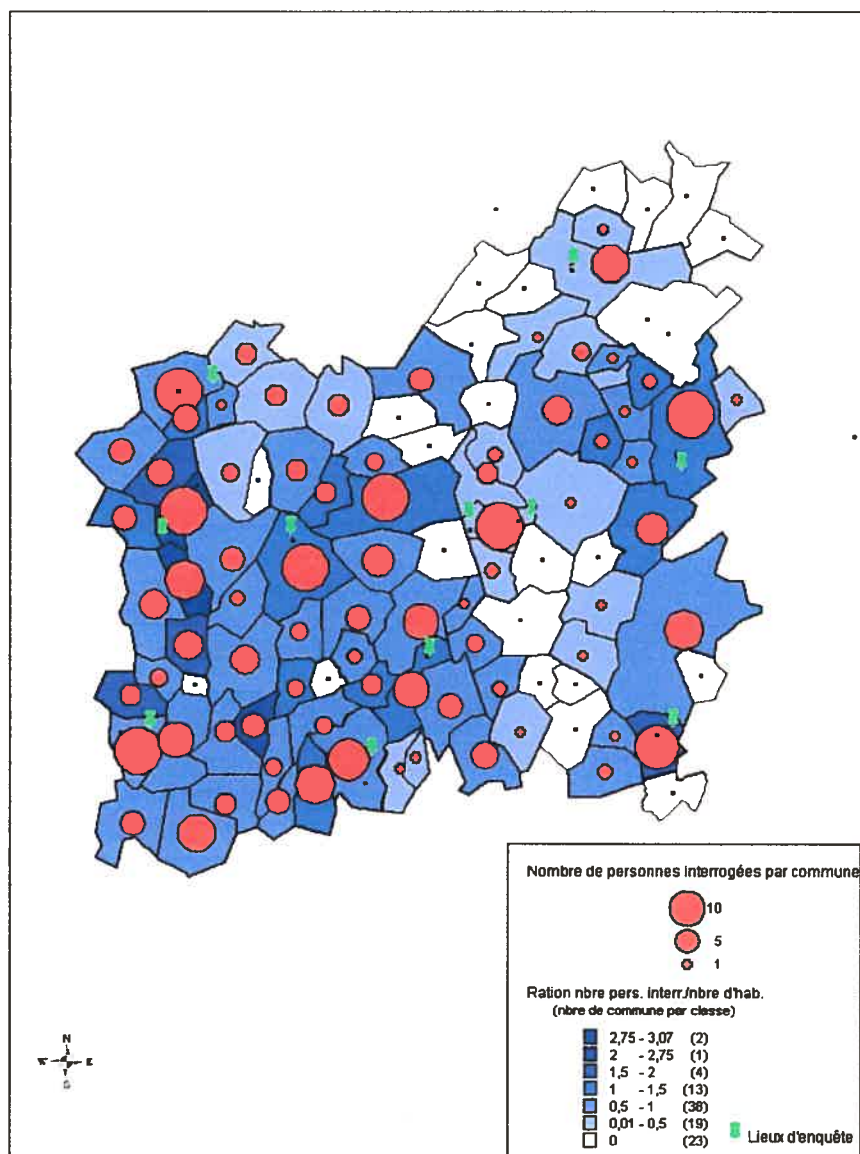 Nombre de personnes interrogées par commune
10
5
1
Ration nbre pers. interr./nbre d'hab.
(nbre de commune par classe)
2,75 - 3,07 (2)
2 - 2,75 (1)
1,5 - 2 (4)
1 - 1,5 (13)
0,5 - 1 (38)
0,01 - 0,5 (19)
0 (23)
Lieux d'enquête
N
E
S